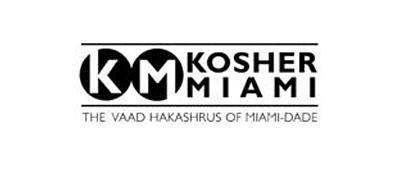 KM KOSHER
MIAMI
THE VAAD HAKASHRUS OF MIAMI-DADE